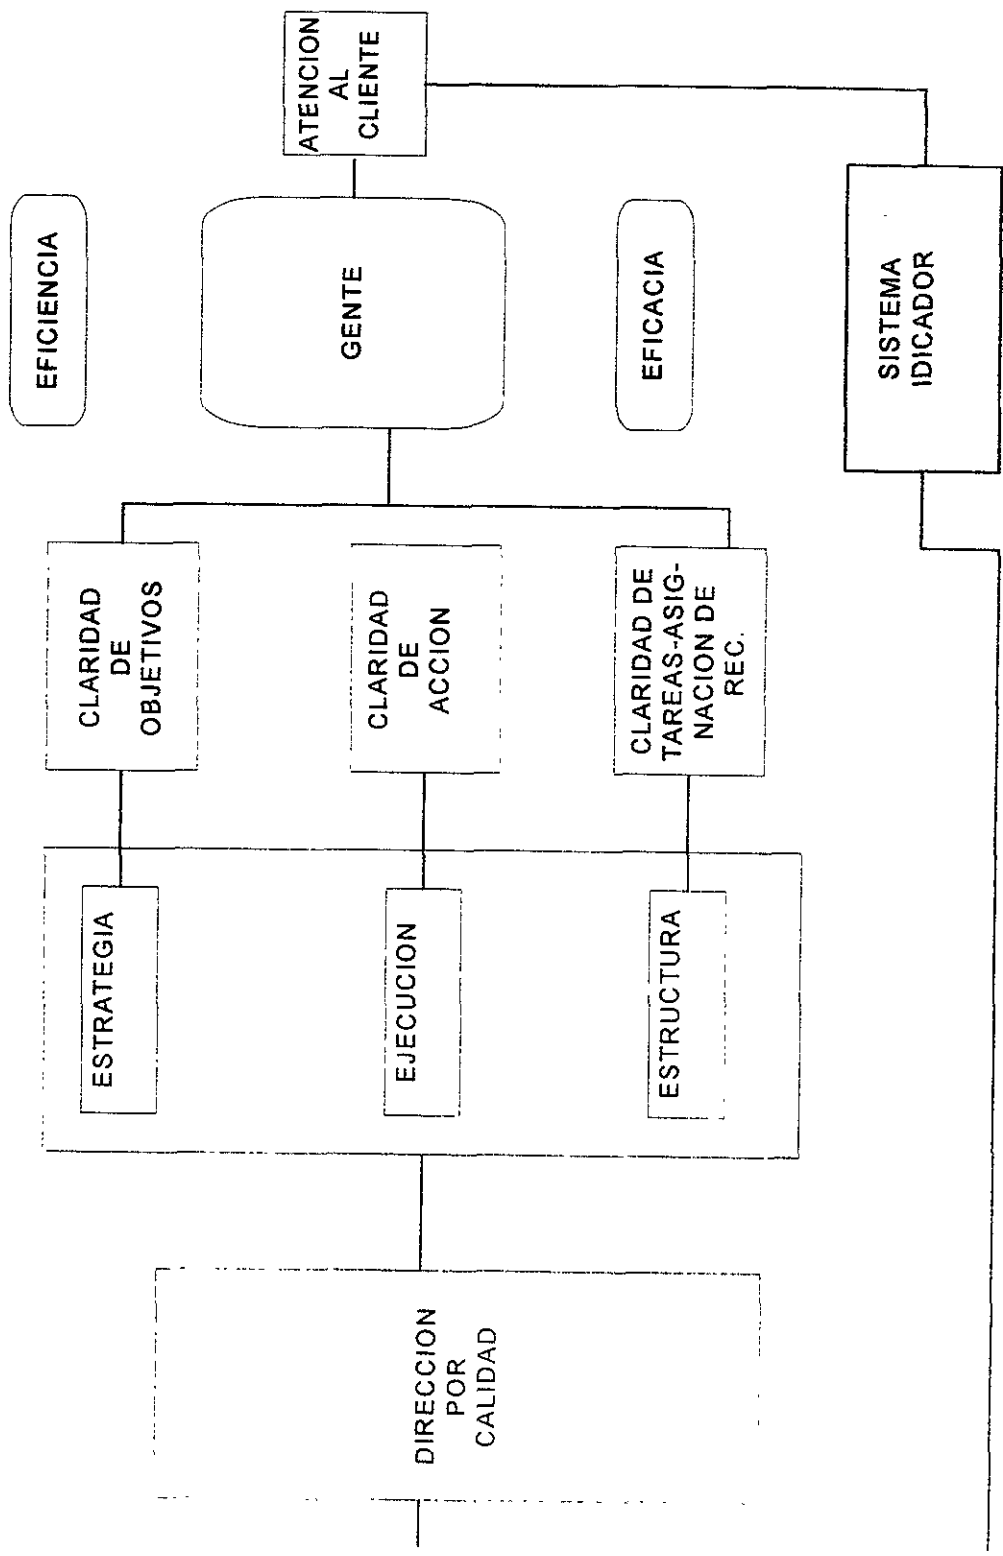 DIRECCION
POR
CALIDAD
ESTRATEGIA
EJECUCION
ESTRUCTURA
CLARIDAD
DE
OBJETIVOS
CLARIDAD
DE
ACCION
CLARIDAD DE
TAREAS-ASIG-
NACION DE
REC.
EFICIENCIA
GENTE
EFICACIA
ATENCION
AL
CLIENTE
SISTEMA
IDICADOR